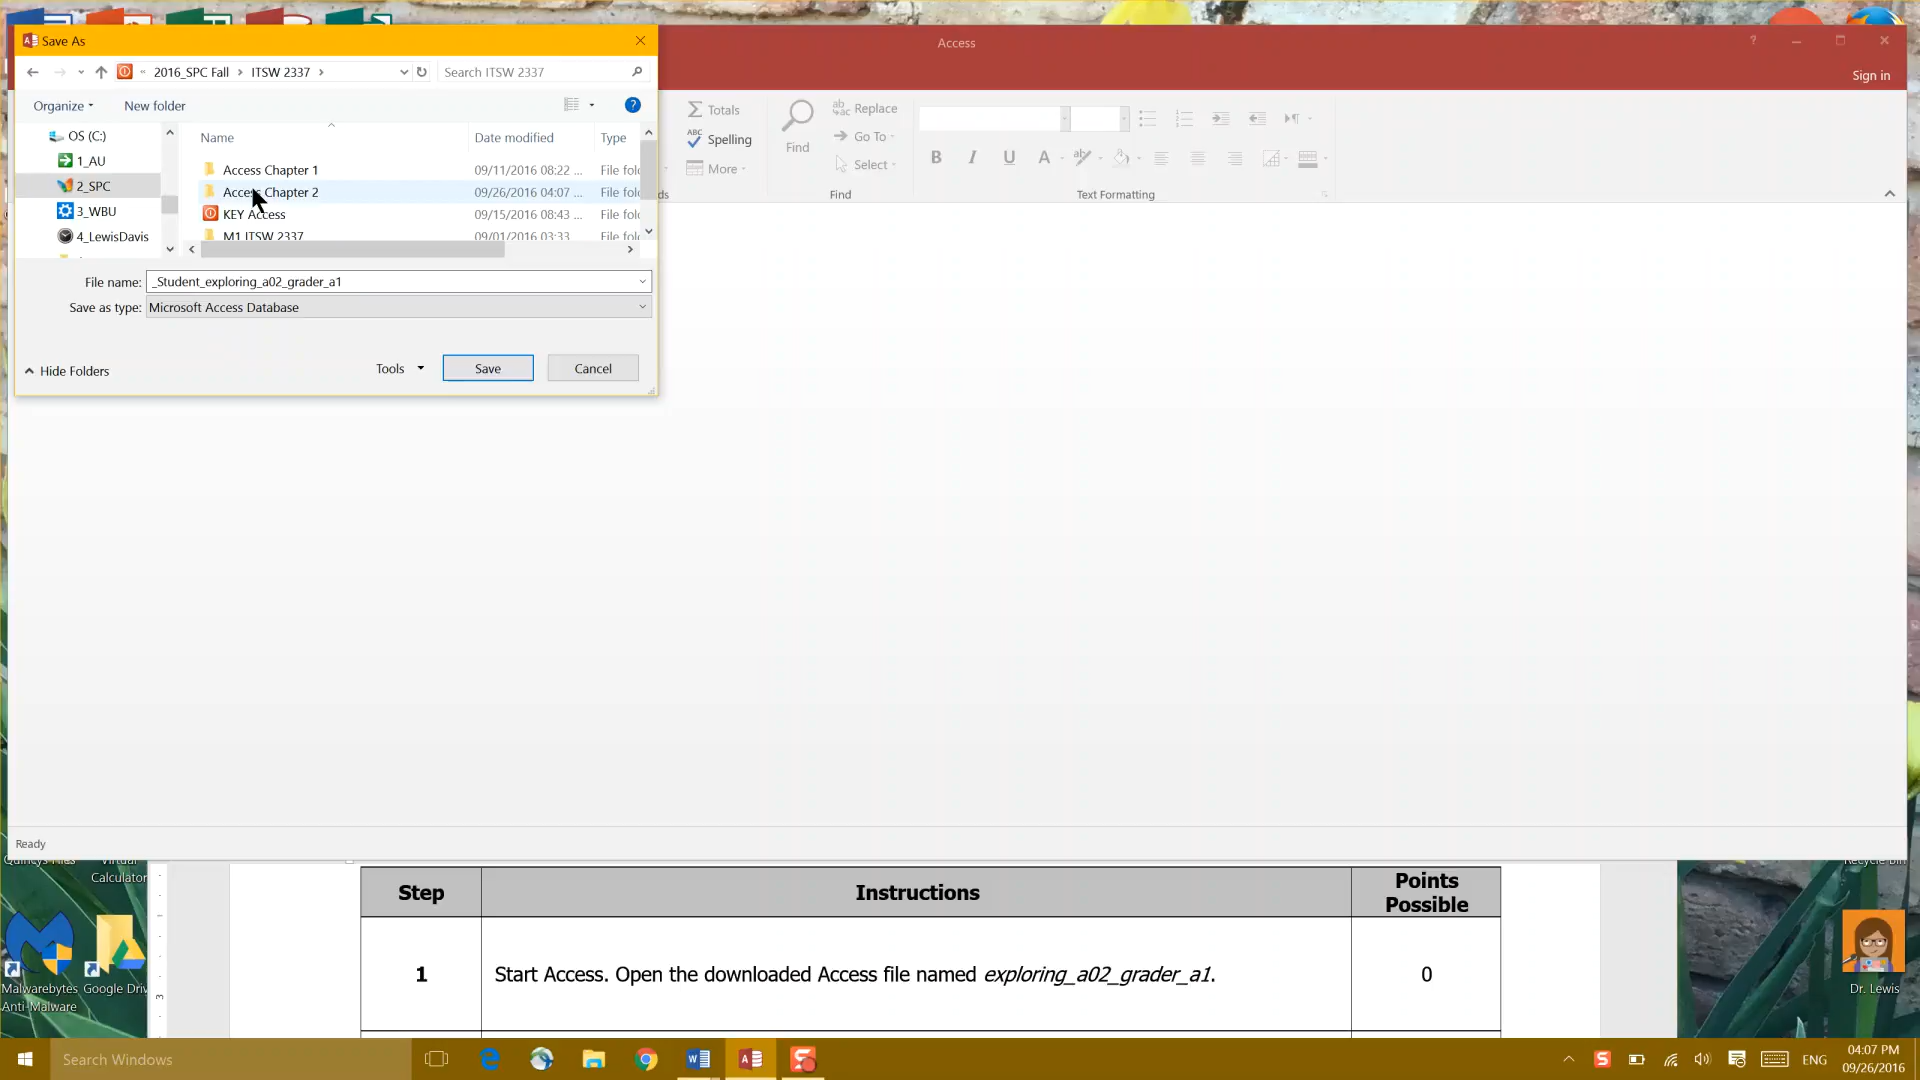 Save As
Access
Sign in
« 2016_SPC Fall > ITSW 2337 >
Search ITSW 2337
Organize
New folder
Name
Date modified
Type
OS (C:)
1_AU
2_SPC
3_WBU
4_LewisDavis
Access Chapter 1 09/11/2016 08:22 ... File fol
Access Chapter 2 09/26/2016 04:07 ... File fol
KEY Access 09/15/2016 08:43 ... File fol
M1 ITSW 2337 09/01/2016 03:33
File name: _Student_exploring_a02_grader_a1
Save as type: Microsoft Access Database
Hide Folders
Tools
Save
Cancel
Totals
Spelling
More
Find
Replace
Go To
Select
ds
Find
Text Formatting
Ready
Calculator
Step
Instructions
Points
Possible
1
Start Access. Open the downloaded Access file named exploring_a02_grader_a1.
0
Malwarebytes
Anti-Malware
Google Driv
Recycle Bin
Dr. Lewis
Search Windows
ENG
04:07 PM
09/26/2016